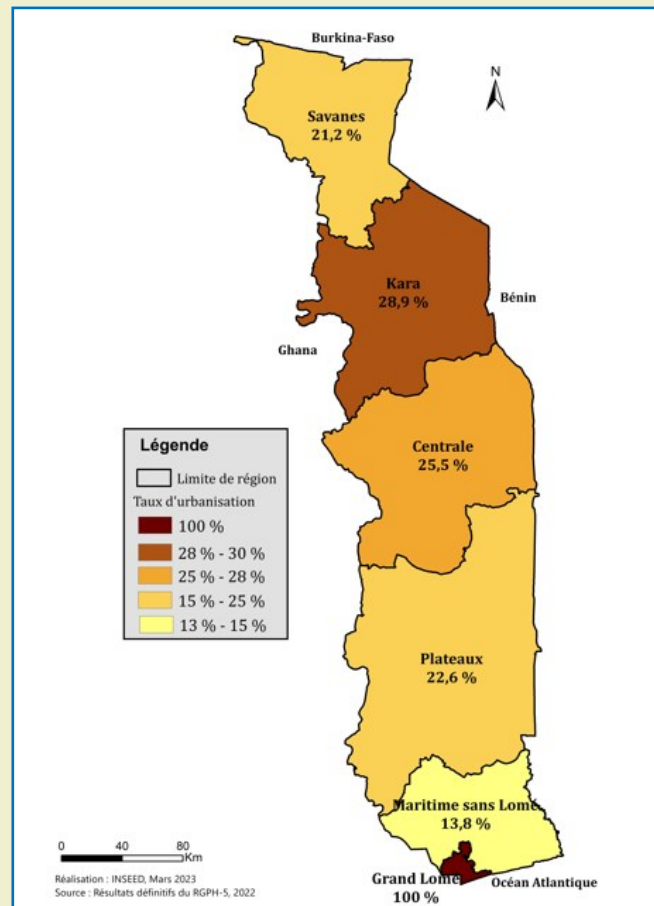 Burkina-Faso
N
Savanes
21,2 %
Kara
28,9 %
Bénin
Ghana
Centrale
25,5 %
Légende
Limite de région
Taux d'urbanisation
100 %
28 % - 30 %
25 % - 28 %
15 % - 25 %
13 % - 15 %
Plateaux
22,6 %
Maritime sans Lomé
13,8 %
Grand Lomé
100 %
Océan Atlantique
0 40 80
Km
Réalisation : INSEED, Mars 2023
Source : Résultats définitifs du RGPH-5, 2022